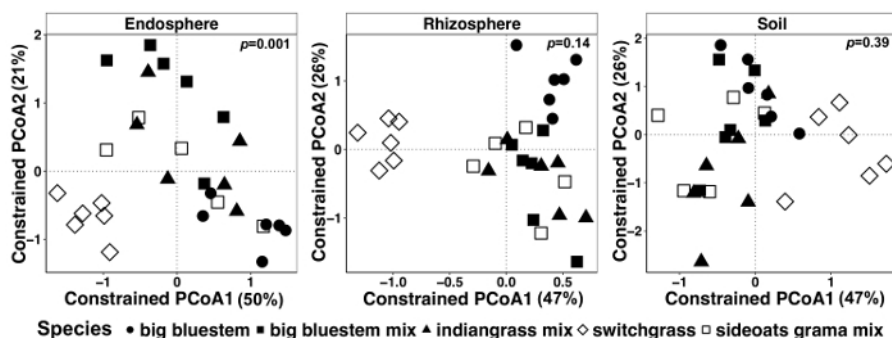 Endosphere
Rhizosphere
Soil
p=0.001
p=0.14
p=0.39
Constrained PCoA2 (21%)
2
1
0
−1
−1
0
1
Constrained PCoA1 (50%)
Constrained PCoA2 (26%)
1
0
−1
−1.0
−0.5
0.0
0.5
Constrained PCoA1 (47%)
Constrained PCoA2 (26%)
2
1
0
−1
−2
−1
0
1
Constrained PCoA1 (47%)
Species big bluestem big bluestem mix indiangrass mix switchgrass sideoats grama mix